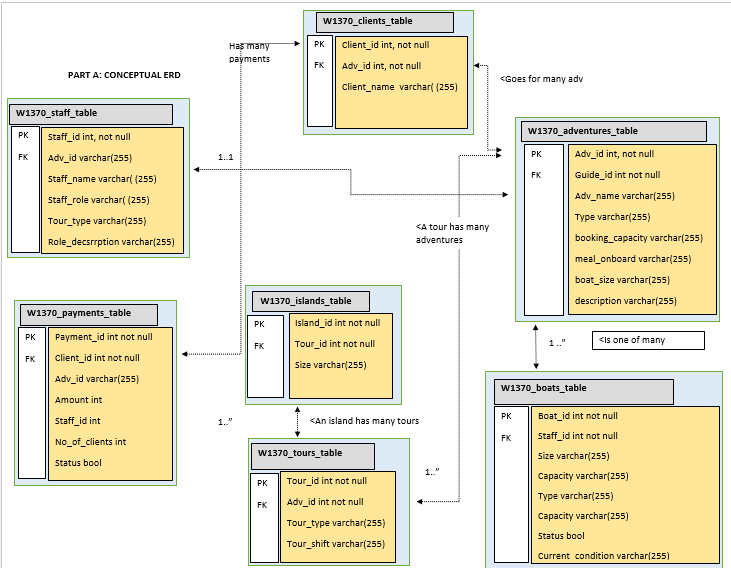 W1370_clients_table
PK
Client_id int, not null
FK
Adv_id int, not null
Client_name  varchar( (255)
Has many
payments
PART A: CONCEPTUAL ERD
<Goes for many adv
W1370_staff_table
PK
Staff_id int, not null
FK
Adv_id varchar(255)
Staff_name varchar( (255)
Staff_role varchar( (255)
Tour_type varchar(255)
Role_decsrrption varchar(255)
1..1
W1370_adventures_table
PK
Adv_id int, not null
FK
Guide_id int not null
Adv_name varchar(255)
Type varchar(255)
booking_capacity varchar(255)
meal_onboard varchar(255)
boat_size varchar(255)
description varchar(255)
<A tour has many
adventures
W1370_payments_table
PK
Payment_id int not null
FK
Client_id int not null
Adv_id varchar(255)
Amount int
Staff_id int
No_of_clients int
Status bool
W1370_islands_table
PK
Island_id int not null
FK
Tour_id int not null
Size varchar(255)
1 ..”
<Is one of many
1..”
<An island has many tours
W1370_tours_table
PK
Tour_id int not null
FK
Adv_id int not null
Tour_type varchar(255)
Tour_shift varchar(255)
1..”
W1370_boats_table
PK
Boat_id int not null
FK
Staff_id int not null
Size varchar(255)
Capacity varchar(255)
Type varchar(255)
Capacity varchar(255)
Status bool
Current_condition varchar(255)